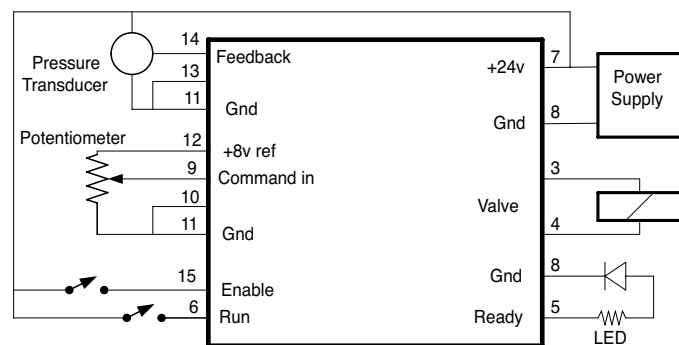 Pressure
Transducer
14
Feedback
13
11
Gnd
Potentiometer
12
+8v ref
9
Command in
10
11
Gnd
15
Enable
6
Run
+24v
7
Gnd
8
Power
Supply
3
Valve
4
Gnd
8
Ready
5
LED